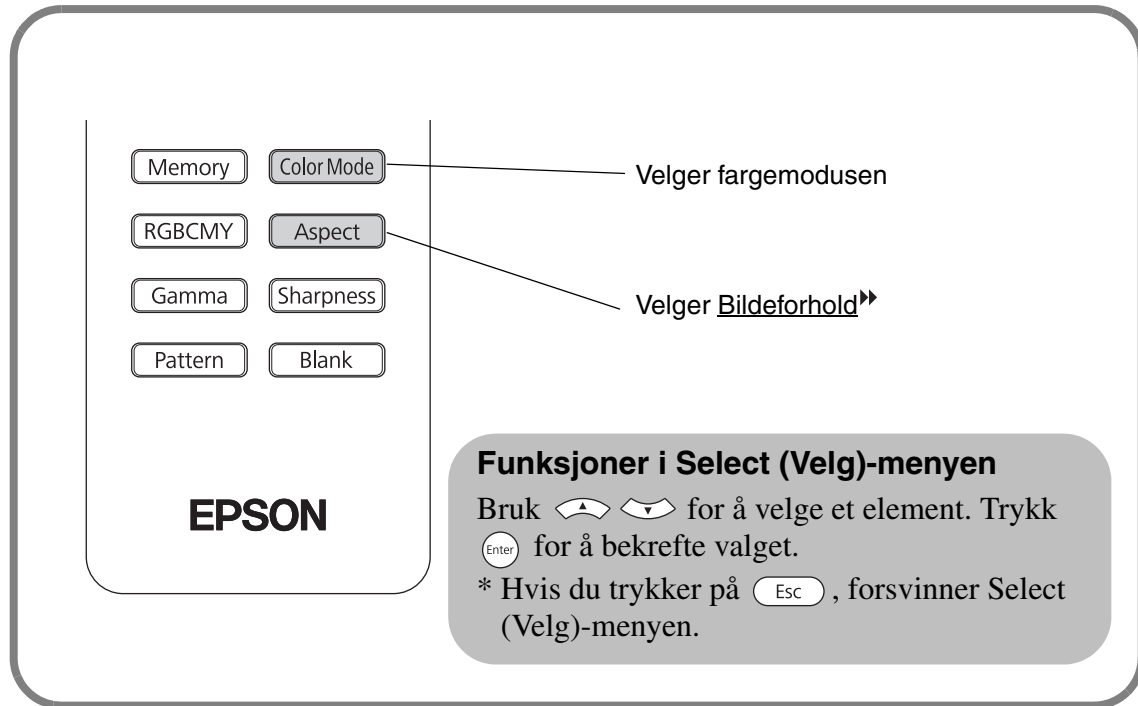 Memory Color Mode
Velger fargemodusen
RGBCMY Aspect
Gamma Sharpness
Velger Bildeforhold
Pattern Blank
EPSON
Funksjoner i Select (Velg)-menyen
Bruk for å velge et element. Trykk
Enter for å bekrefte valget.
* Hvis du trykker på Esc , forsvinner Select
(Velg)-menyen.